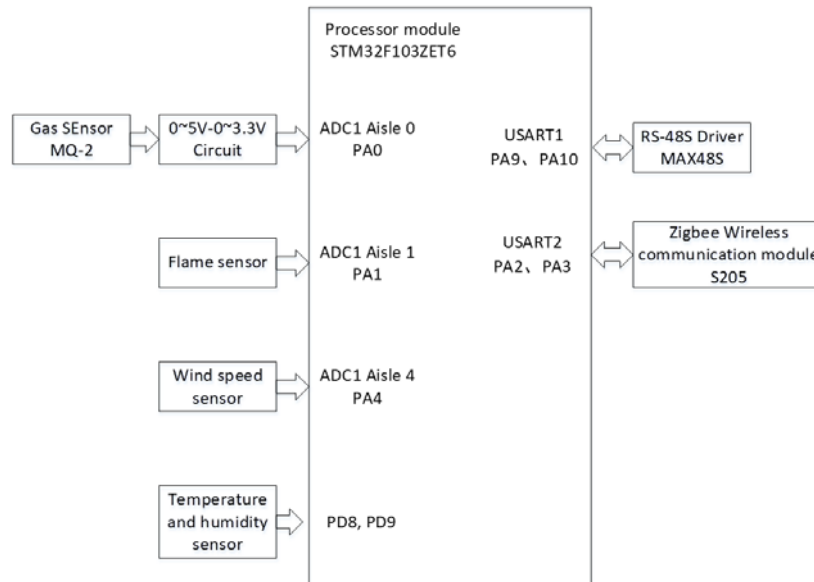 Processor module
STM32F103ZET6
Gas SEnsor
MQ-2
0~5V-0~3.3V
Circuit
ADC1 Aisle 0
PA0
USART1
PA9、PA10
RS-48S Driver
MAX48S
Flame sensor
ADC1 Aisle 1
PA1
USART2
PA2、PA3
Zigbee Wireless
communication module
S205
Wind speed
sensor
ADC1 Aisle 4
PA4
Temperature
and humidity
sensor
PD8, PD9